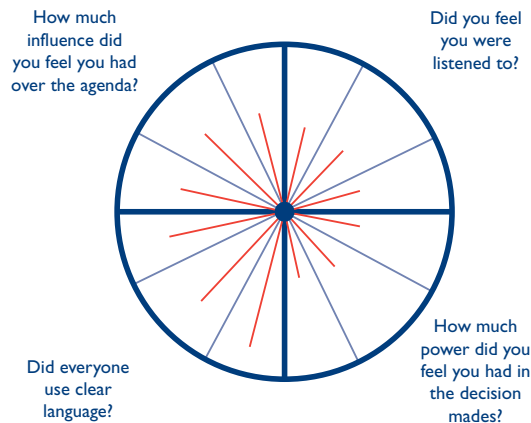 How much
influence did
you feel you had
over the agenda?
Did you feel
you were
listened to?
Did everyone
use clear
language?
How much
power did you
feel you had in
the decision
mades?